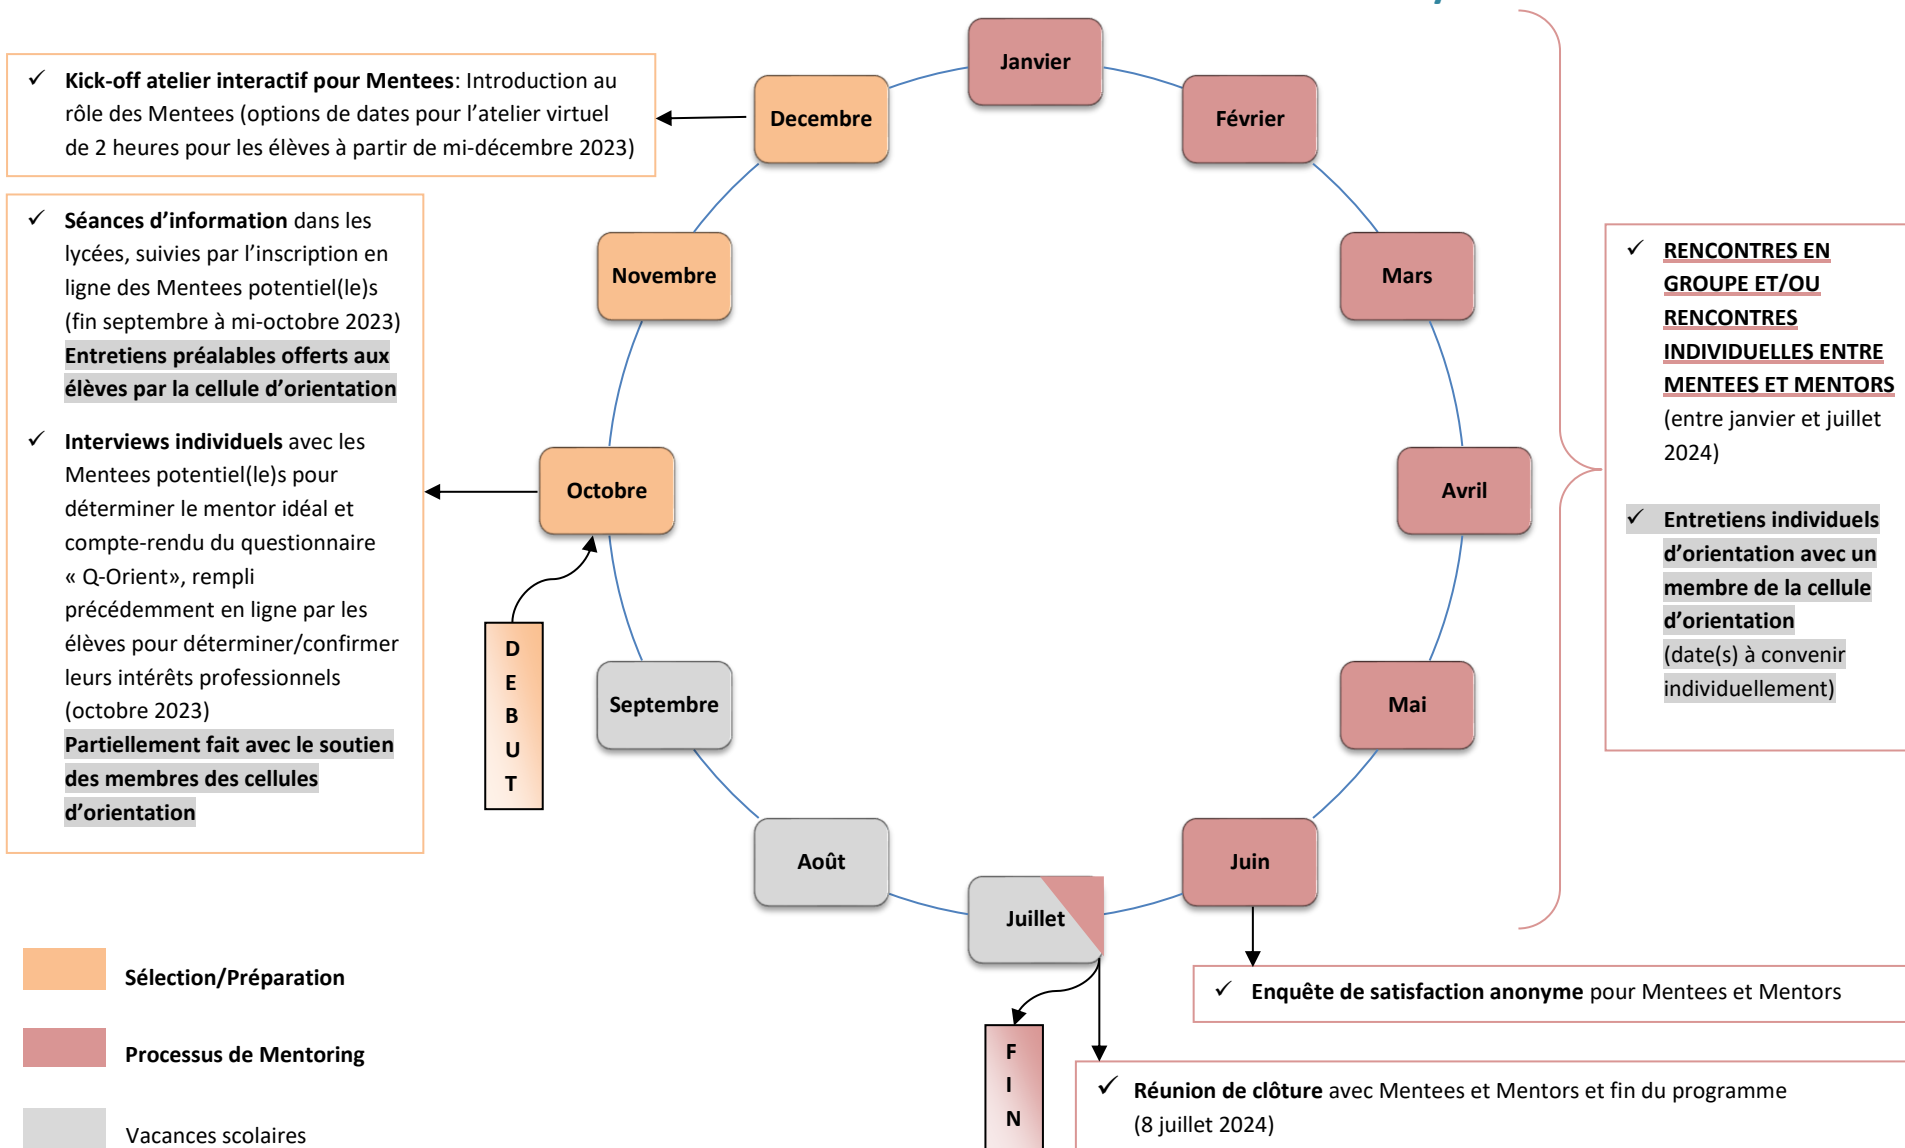 Janvier
Février
Mars
Avril
Mai
Juin
Juillet
Août
Septembre
Octobre
Novembre
Decembre
✓ Kick-off atelier interactif pour Mentees: Introduction au
rôle des Mentees (options de dates pour l’atelier virtuel
de 2 heures pour les élèves à partir de mi-décembre 2023)
✓ Séances d’information dans les
lycées, suivies par l’inscription en
ligne des Mentees potentiel(le)s
(fin septembre à mi-octobre 2023)
Entretiens préalables offerts aux
élèves par la cellule d’orientation
✓ Interviews individuels avec les
Mentees potentiel(le)s pour
déterminer le mentor idéal et
compte-rendu du questionnaire
« Q-Orient», rempli
précédemment en ligne par les
élèves pour déterminer/confirmer
leurs intérêts professionnels
(octobre 2023)
Partiellement fait avec le soutien
des membres des cellules
d’orientation
D
E
B
U
T
✓ RENCONTRES EN
GROUPE ET/OU
RENCONTRES
INDIVIDUELLES ENTRE
MENTEES ET MENTORS
(entre janvier et juillet
2024)
✓ Entretiens individuels
d’orientation avec un
membre de la cellule
d’orientation
(date(s) à convenir
individuellement)
✓ Enquête de satisfaction anonyme pour Mentees et Mentors
F
I
N
✓ Réunion de clôture avec Mentees et Mentors et fin du programme
(8 juillet 2024)
Sélection/Préparation
Processus de Mentoring
Vacances scolaires